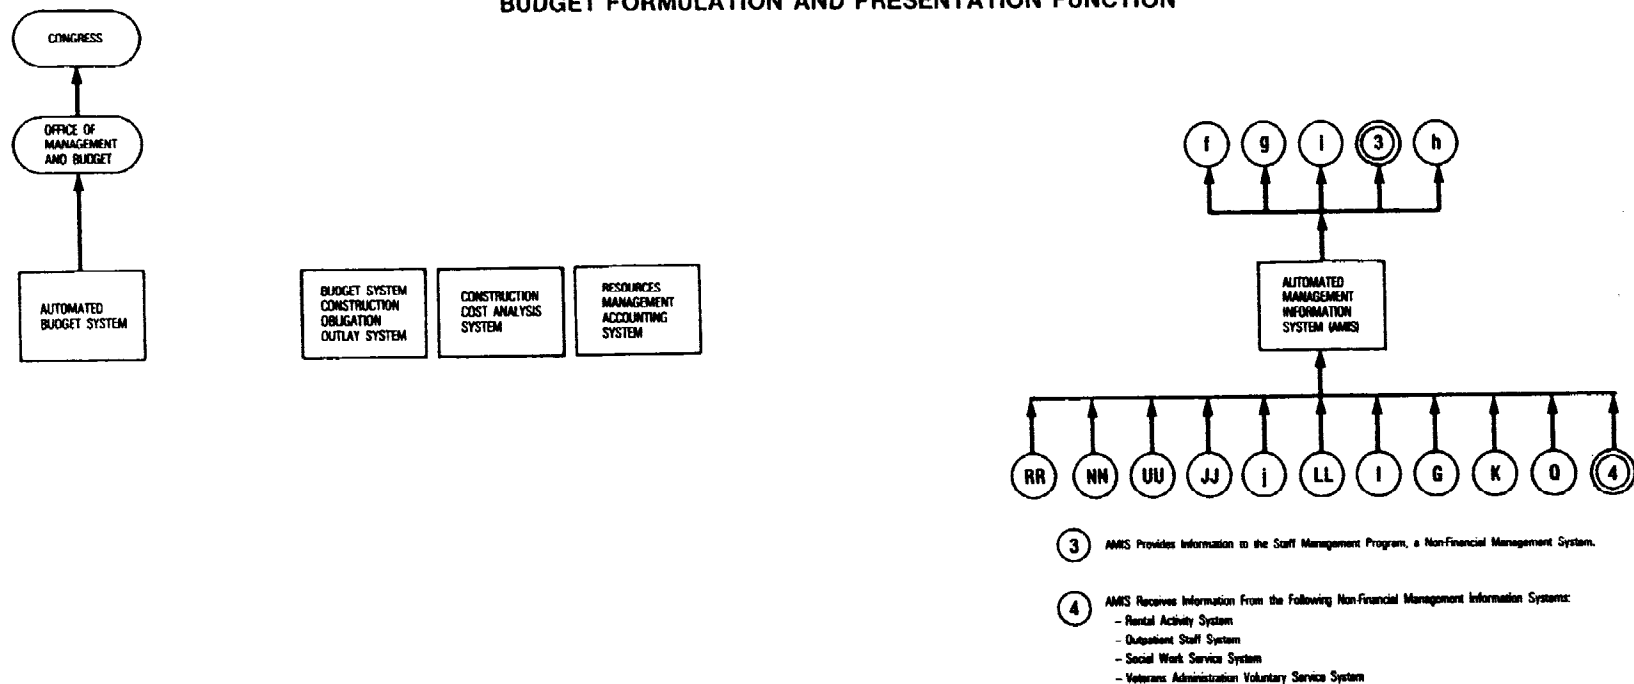 BUDGET FORMULATION AND PRESENTATION FUNCTION
CONGRESS
OFFICE OF
MANAGEMENT
AND BUDGET
AUTOMATED
BUDGET SYSTEM
BUDGET SYSTEM
CONSTRUCTION
OBLIGATION
OUTLAY SYSTEM
CONSTRUCTION
COST ANALYSIS
SYSTEM
RESOURCES
MANAGEMENT
ACCOUNTING
SYSTEM
f g i 3 h
AUTOMATED
MANAGEMENT
INFORMATION
SYSTEM (AMIS)
RR NN UU JJ j LL I G K Q 4
3 AMIS Provides Information to the Staff Management Program, a Non-Financial Management System.
4 AMIS Receives Information From the Following Non-Financial Management Information Systems:
– Rental Activity System
– Outpatient Staff System
– Social Work Service System
– Veterans Administration Voluntary Service System